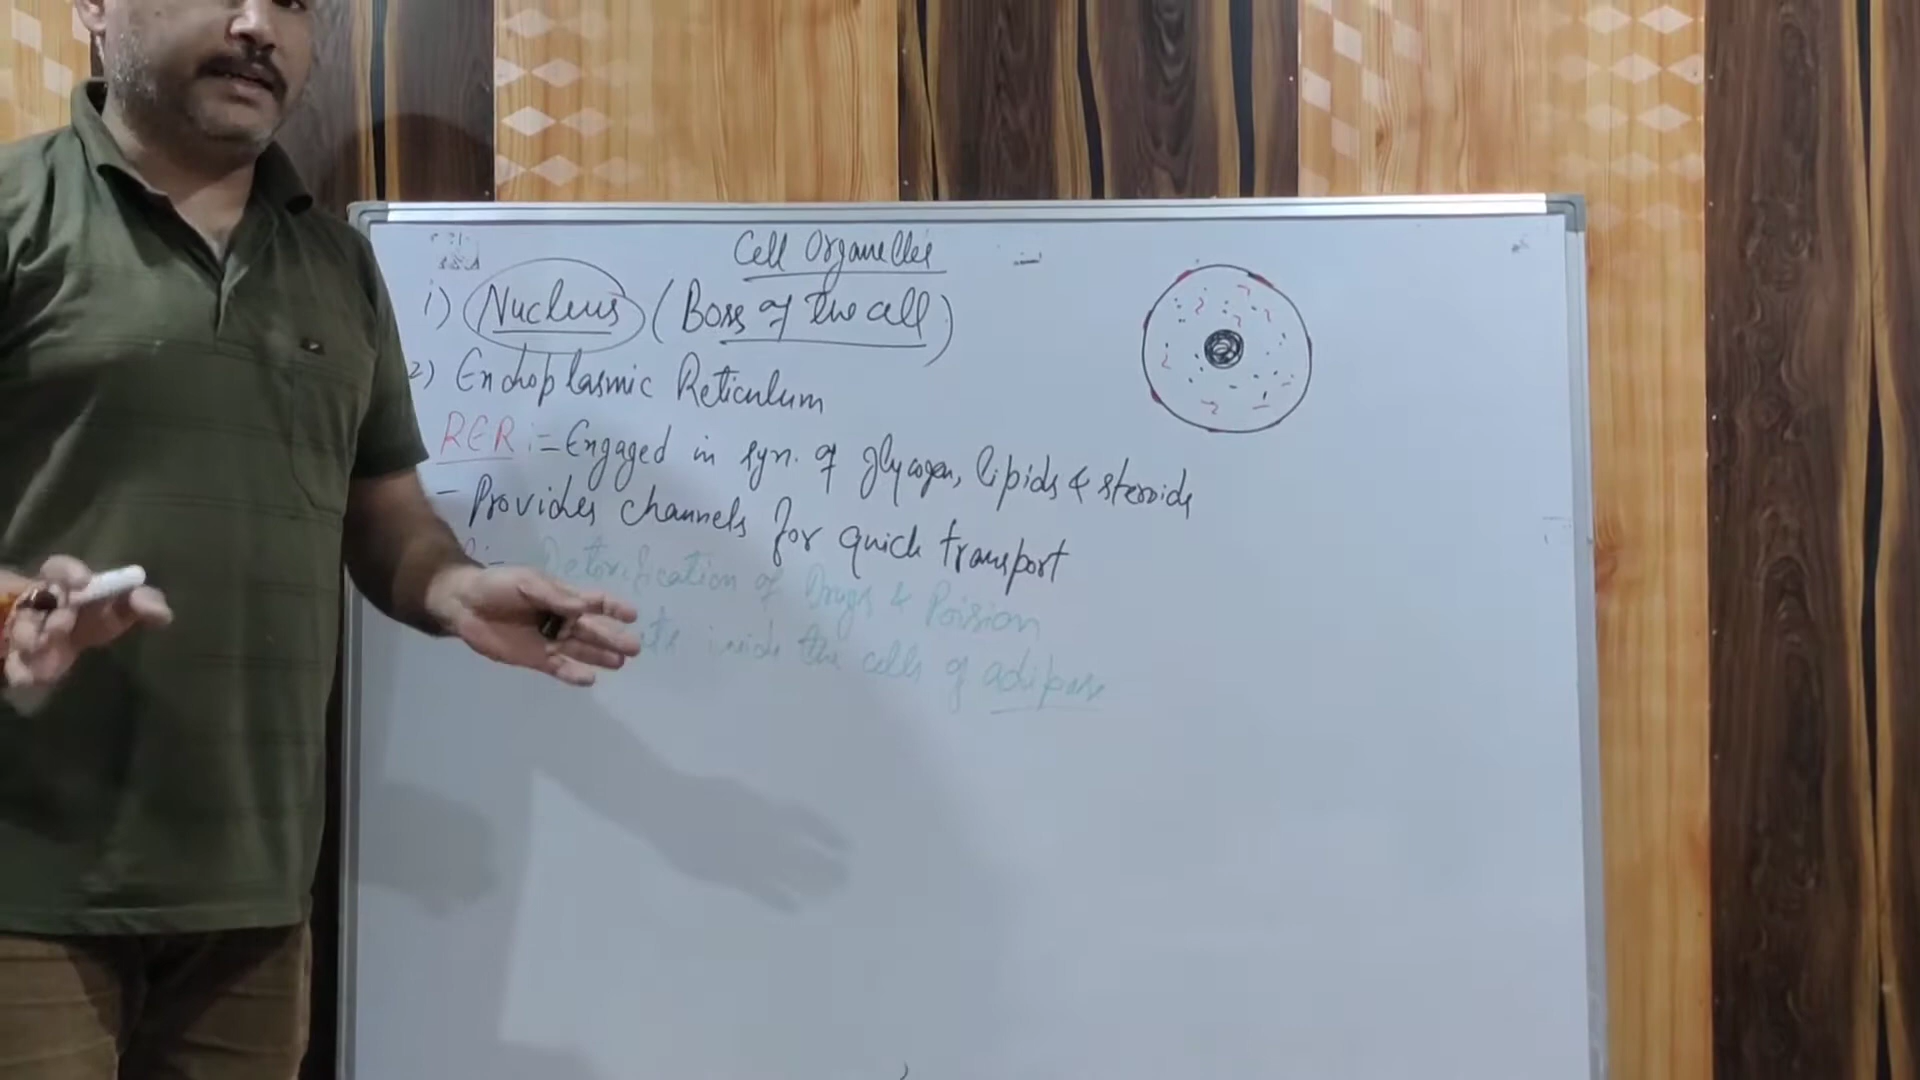 Cell Organelles
1) Nucleus (Boss of the cell)
2) Endoplasmic Reticulum
RER :- Engaged in syn. of glycogen, lipids & steroids
- Provides channels for quick transport
:- Detoxification of Drugs & Poision
inside the cells of adipose